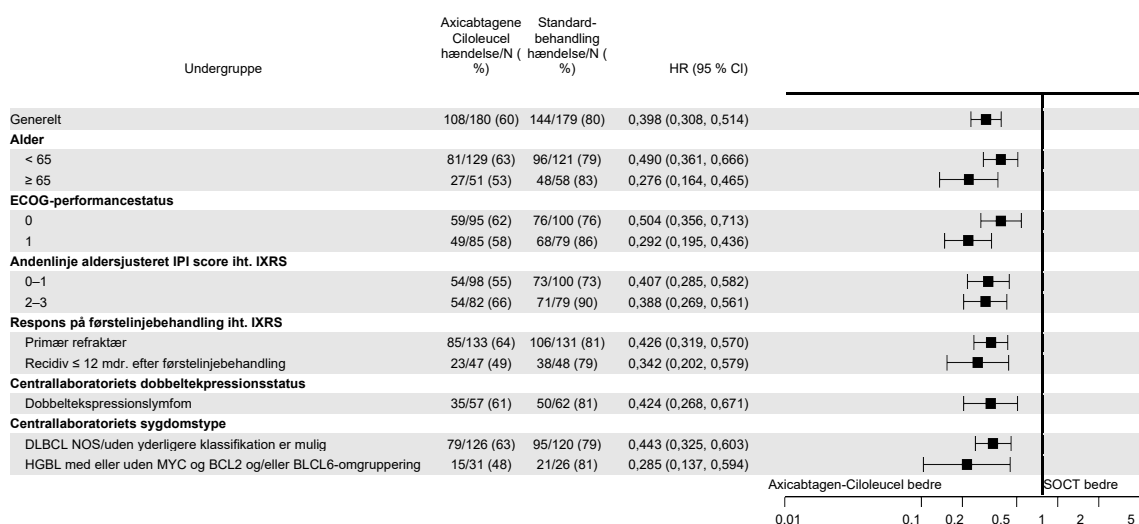 Undergruppe
Axicabtagene
Ciloleucel
hændelse/N (
%)
Standard-
behandling
hændelse/N (
%)
HR (95 % CI)
Generelt 108/180 (60) 144/179 (80) 0,398 (0,308, 0,514)
Alder
< 65 81/129 (63) 96/121 (79) 0,490 (0,361, 0,666)
≥ 65 27/51 (53) 48/58 (83) 0,276 (0,164, 0,465)
ECOG-performancestatus
0 59/95 (62) 76/100 (76) 0,504 (0,356, 0,713)
1 49/85 (58) 68/79 (86) 0,292 (0,195, 0,436)
Andenlinje aldersjusteret IPI score iht. IXRS
0–1 54/98 (55) 73/100 (73) 0,407 (0,285, 0,582)
2–3 54/82 (66) 71/79 (90) 0,388 (0,269, 0,561)
Respons på førstelinjebehandling iht. IXRS
Primær refraktær 85/133 (64) 106/131 (81) 0,426 (0,319, 0,570)
Recidiv ≤ 12 mdr. efter førstelinjebehandling 23/47 (49) 38/48 (79) 0,342 (0,202, 0,579)
Centrallaboratoriets dobbeltekpressionsstatus
Dobbeltekspressionslymfom 35/57 (61) 50/62 (81) 0,424 (0,268, 0,671)
Centrallaboratoriets sygdomstype
DLBCL NOS/uden yderligere klassifikation er mulig 79/126 (63) 95/120 (79) 0,443 (0,325, 0,603)
HGBL med eller uden MYC og BCL2 og/eller BLCL6-omgruppering 15/31 (48) 21/26 (81) 0,285 (0,137, 0,594)
Axicabtagen-Ciloleucel bedre SOCT bedre
0.01 0.1 0.2 0.5 1 2 5